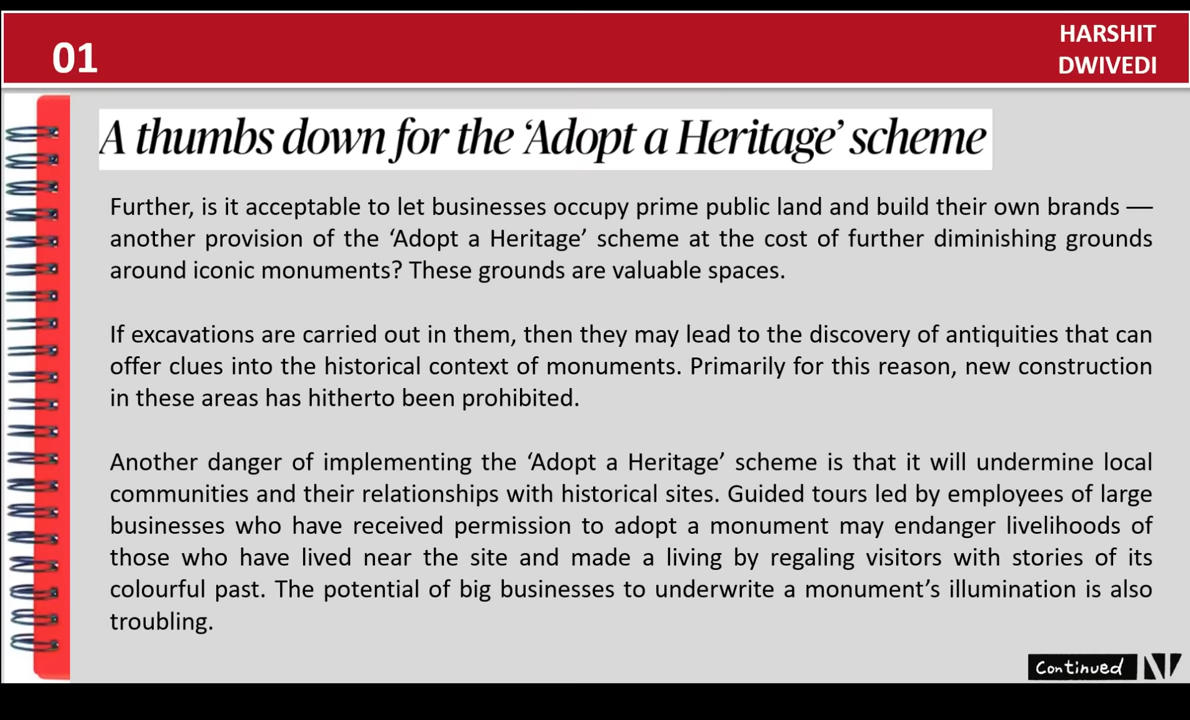 01
HARSHIT
DWIVEDI
A thumbs down for the ‘Adopt a Heritage’ scheme
Further, is it acceptable to let businesses occupy prime public land and build their own brands —
another provision of the ‘Adopt a Heritage’ scheme at the cost of further diminishing grounds
around iconic monuments? These grounds are valuable spaces.
If excavations are carried out in them, then they may lead to the discovery of antiquities that can
offer clues into the historical context of monuments. Primarily for this reason, new construction
in these areas has hitherto been prohibited.
Another danger of implementing the ‘Adopt a Heritage’ scheme is that it will undermine local
communities and their relationships with historical sites. Guided tours led by employees of large
businesses who have received permission to adopt a monument may endanger livelihoods of
those who have lived near the site and made a living by regaling visitors with stories of its
colourful past. The potential of big businesses to underwrite a monument’s illumination is also
troubling.
Continued